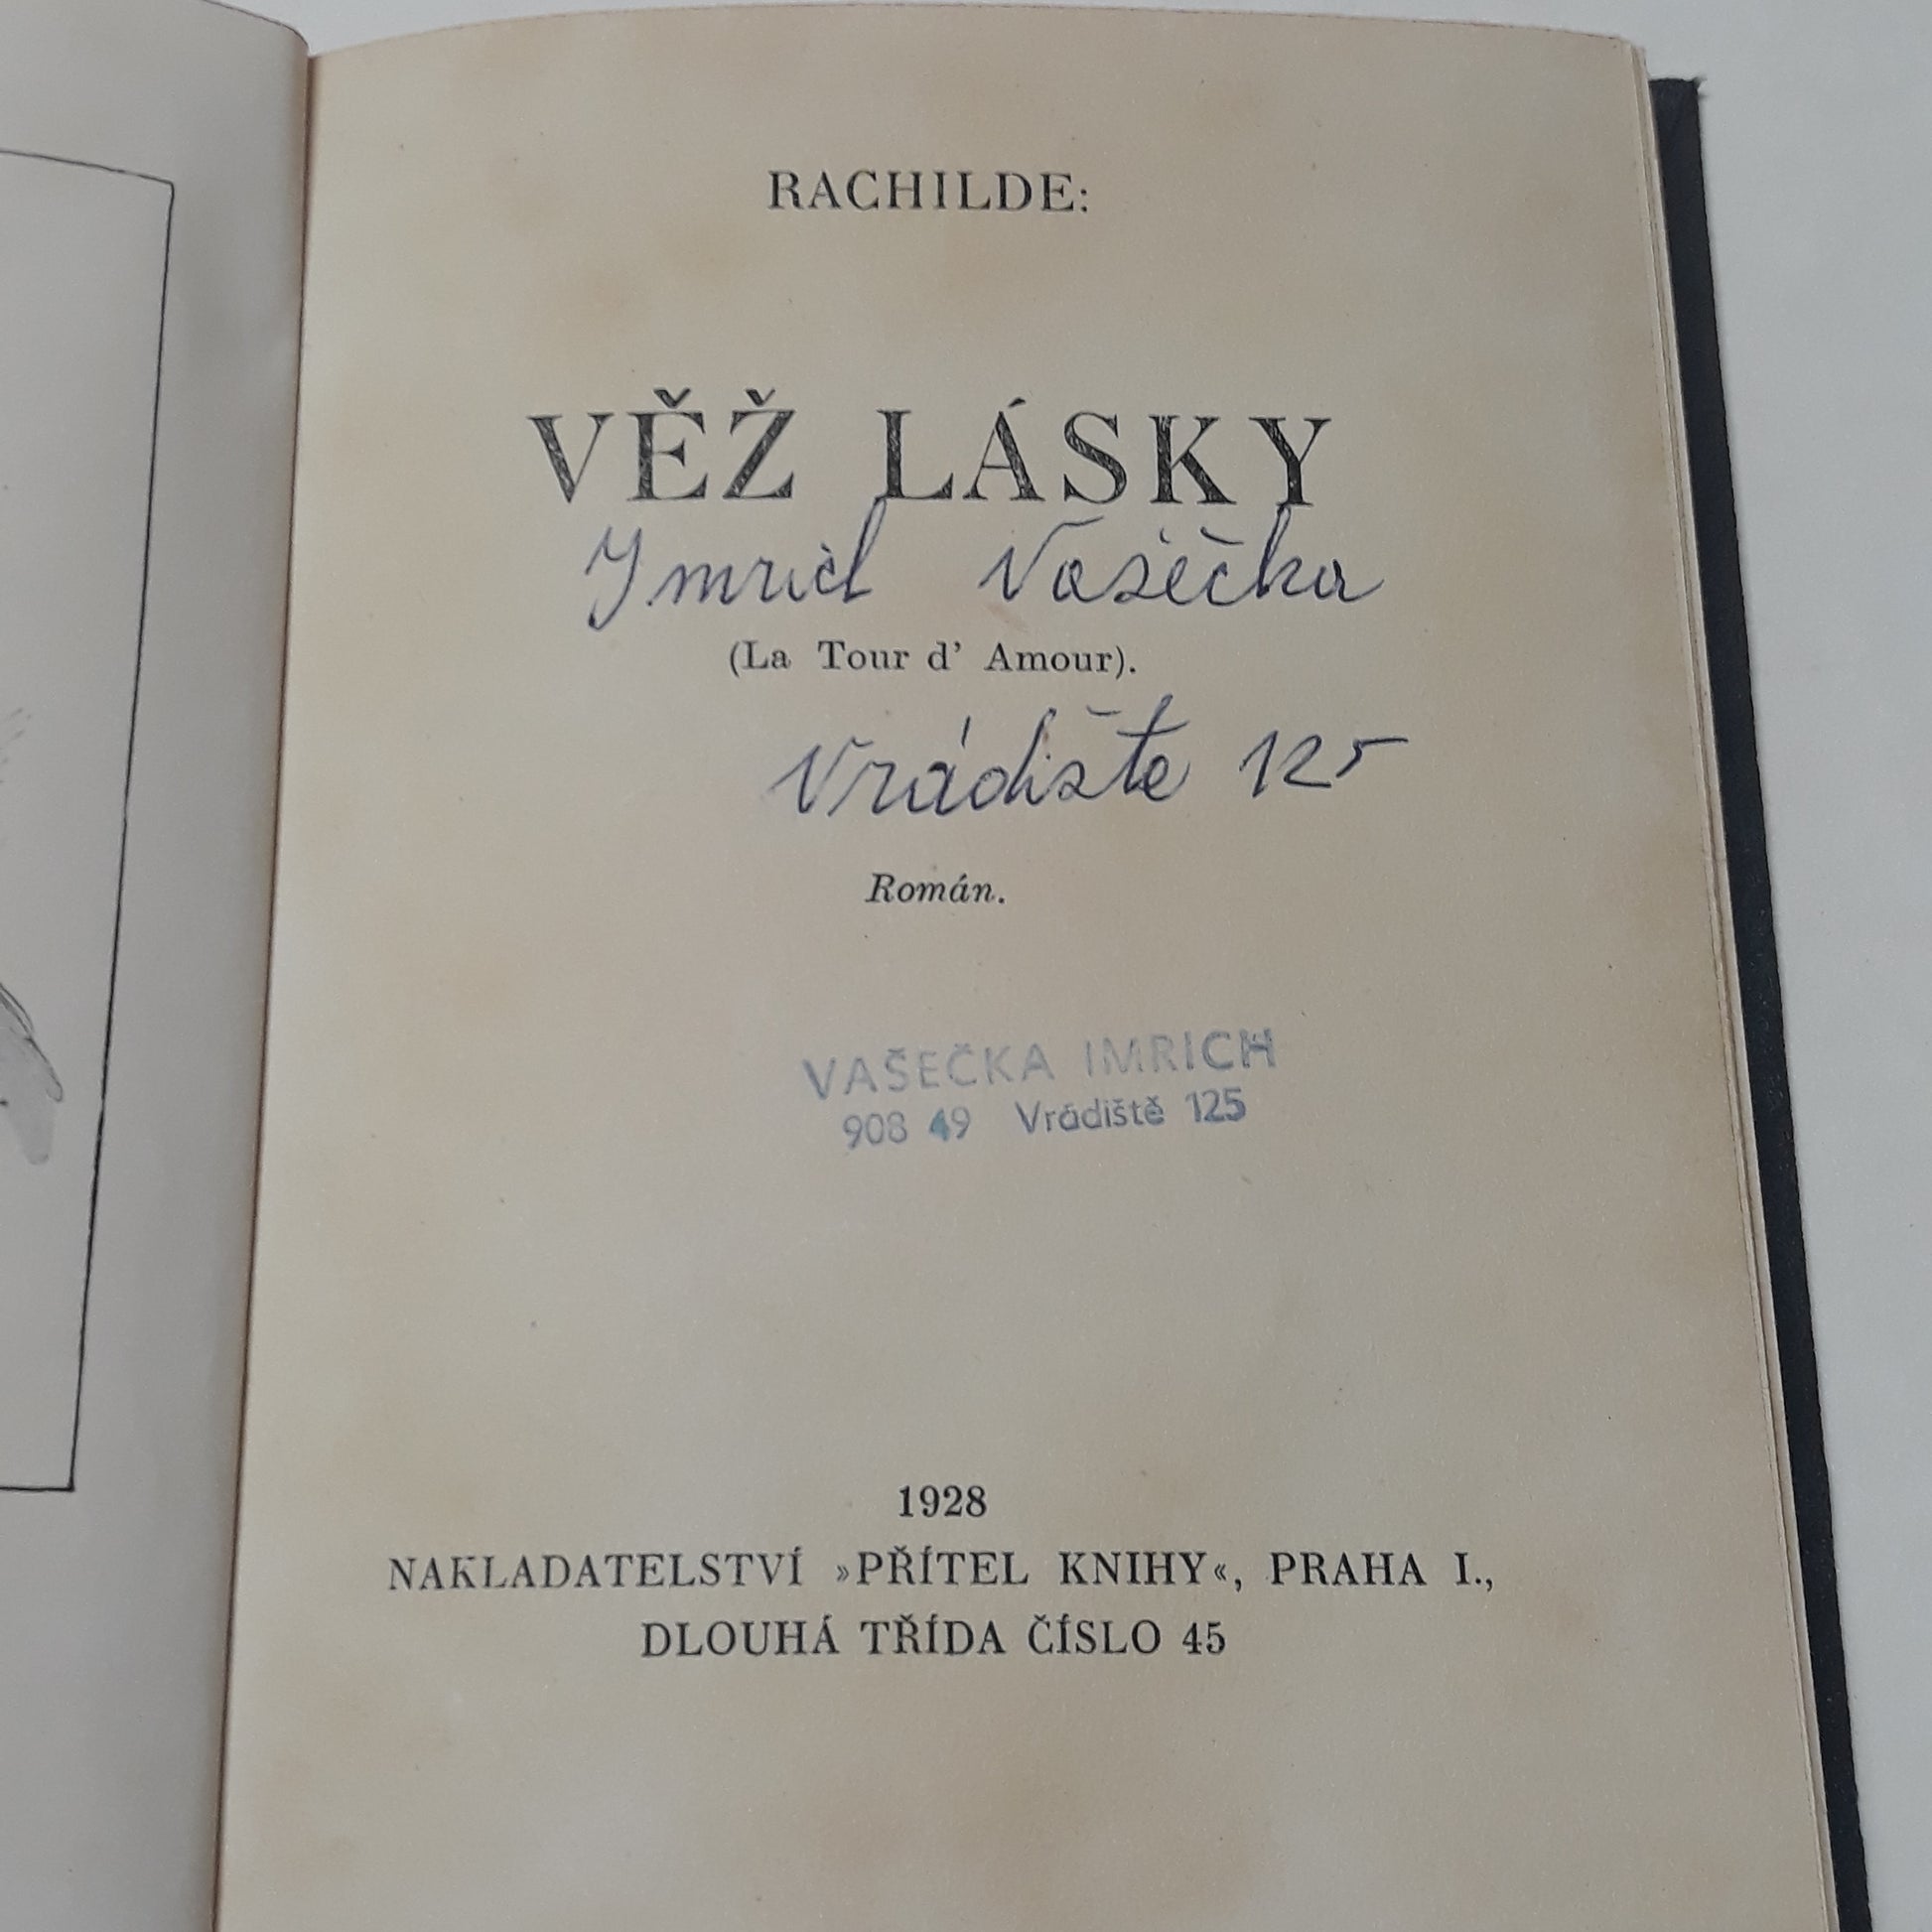 RACHILDE:
VĚŽ LÁSKY
Imrich Vašečka
(La Tour d' Amour).
Vrádište 125
Román.
VAŠEČKA IMRICH
908 49 Vrádiště 125
1928
NAKLADATELSTVÍ »PŘÍTEL KNIHY«, PRAHA I.,
DLOUHÁ TŘÍDA ČÍSLO 45